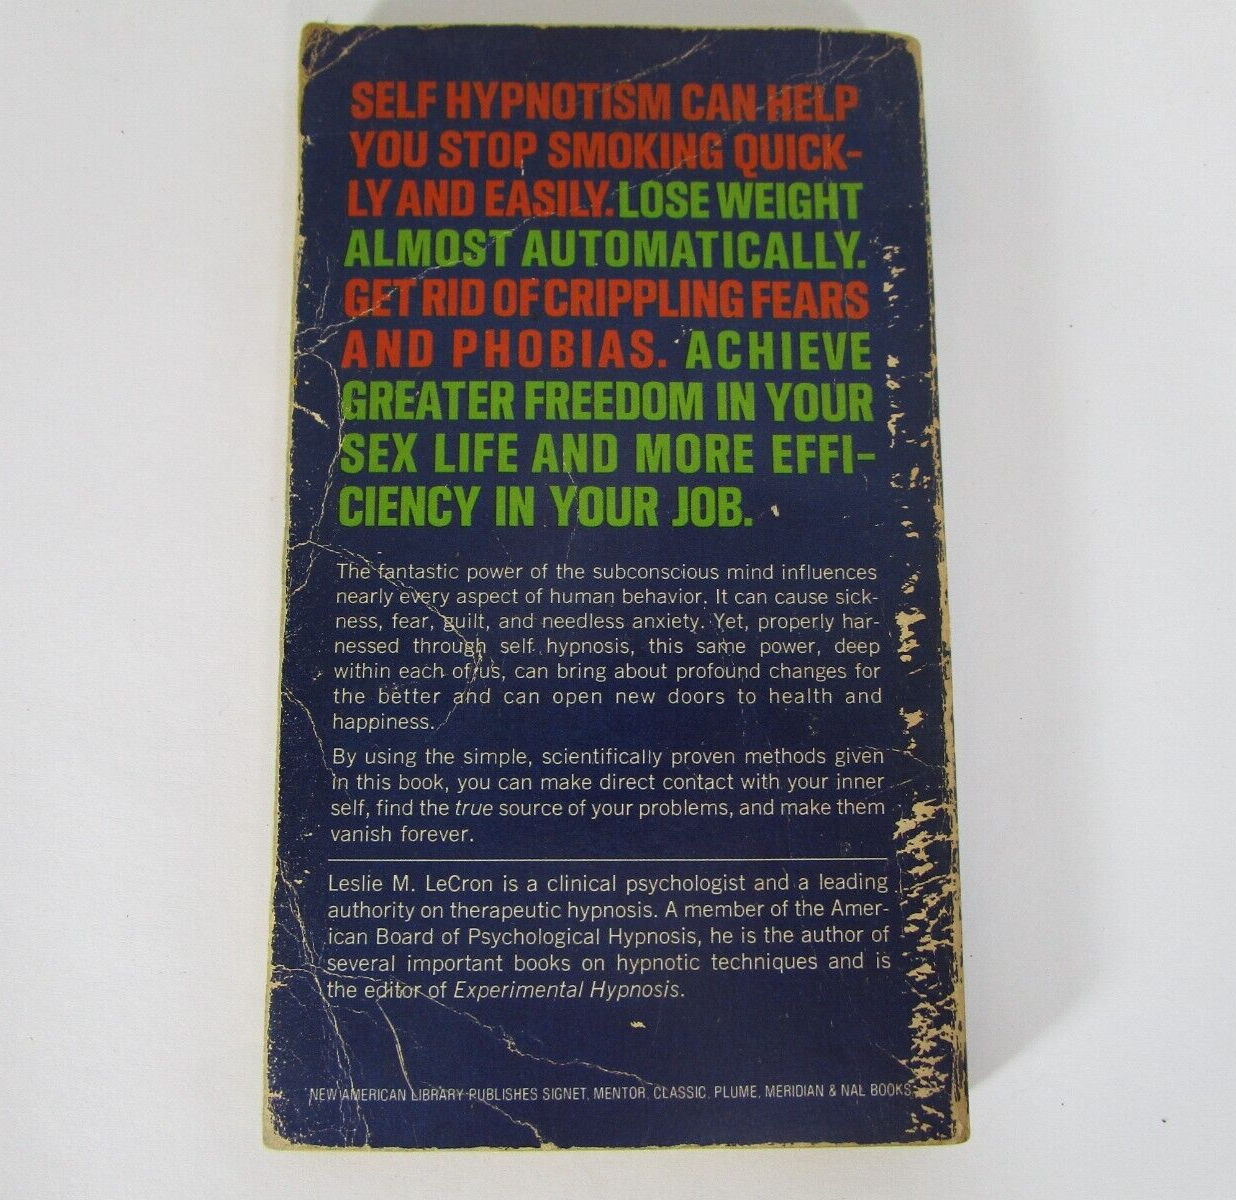 SELF HYPNOTISM CAN HELP
YOU STOP SMOKING QUICK-
LY AND EASILY. LOSE WEIGHT
ALMOST AUTOMATICALLY.
GET RID OF CRIPPLING FEARS
AND PHOBIAS. ACHIEVE
GREATER FREEDOM IN YOUR
SEX LIFE AND MORE EFFI-
CIENCY IN YOUR JOB.
The fantastic power of the subconscious mind influences
nearly every aspect of human behavior. It can cause sick-
ness, fear, guilt, and needless anxiety. Yet, properly har-
nessed through self hypnosis, this same power, deep
within each of us, can bring about profound changes for
the better and can open new doors to health and
happiness.
By using the simple, scientifically proven methods given
in this book, you can make direct contact with your inner
self, find the true source of your problems, and make them
vanish forever.
Leslie M. LeCron is a clinical psychologist and a leading
authority on therapeutic hypnosis. A member of the Amer-
ican Board of Psychological Hypnosis, he is the author of
several important books on hypnotic techniques and is
the editor of Experimental Hypnosis.
NEW AMERICAN LIBRARY PUBLISHES SIGNET, MENTOR, CLASSIC, PLUME, MERIDIAN & NAL BOOKS